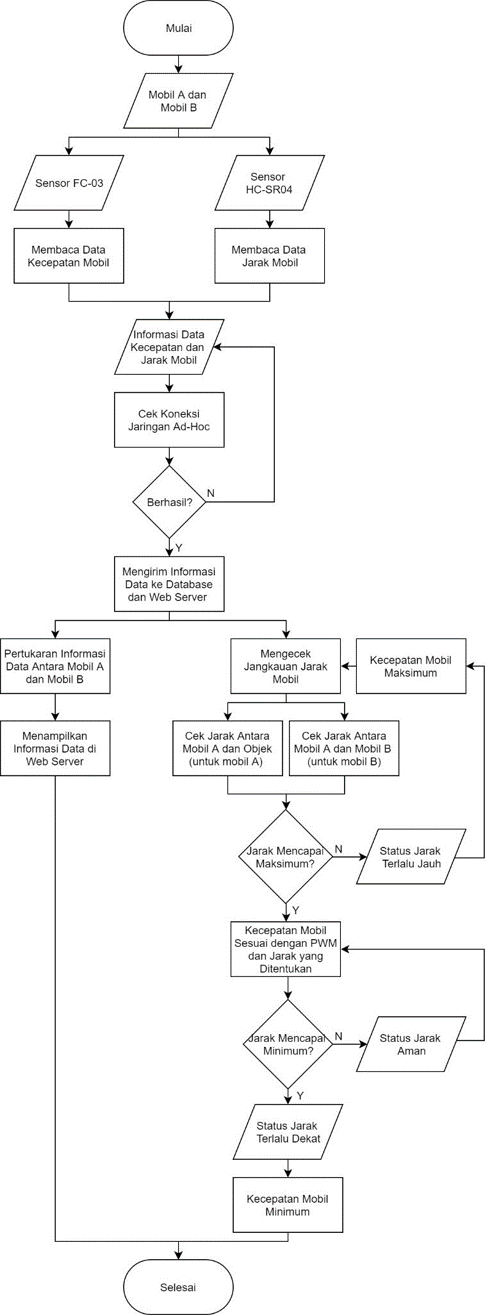 Mulai
Mobil A dan
Mobil B
Sensor FC-03
Sensor
HC-SR04
Membaca Data
Kecepatan Mobil
Membaca Data
Jarak Mobil
Informasi Data
Kecepatan dan
Jarak Mobil
Cek Koneksi
Jaringan Ad-Hoc
Berhasil?
N
Y
Mengirim Informasi
Data ke Database
dan Web Server
Pertukaran Informasi
Data Antara Mobil A
dan Mobil B
Mengecek
Jangkauan Jarak
Mobil
Kecepatan Mobil
Maksimum
Menampilkan
Informasi Data di
Web Server
Cek Jarak Antara
Mobil A dan Objek
(untuk mobil A)
Cek Jarak Antara
Mobil A dan Mobil B
(untuk mobil B)
Jarak Mencapai
Maksimum?
N
Status Jarak
Terlalu Jauh
Y
Kecepatan Mobil
Sesuai dengan PWM
dan Jarak yang
Ditentukan
Jarak Mencapai
Minimum?
N
Status Jarak
Aman
Y
Status Jarak
Terlalu Dekat
Kecepatan Mobil
Minimum
Selesai